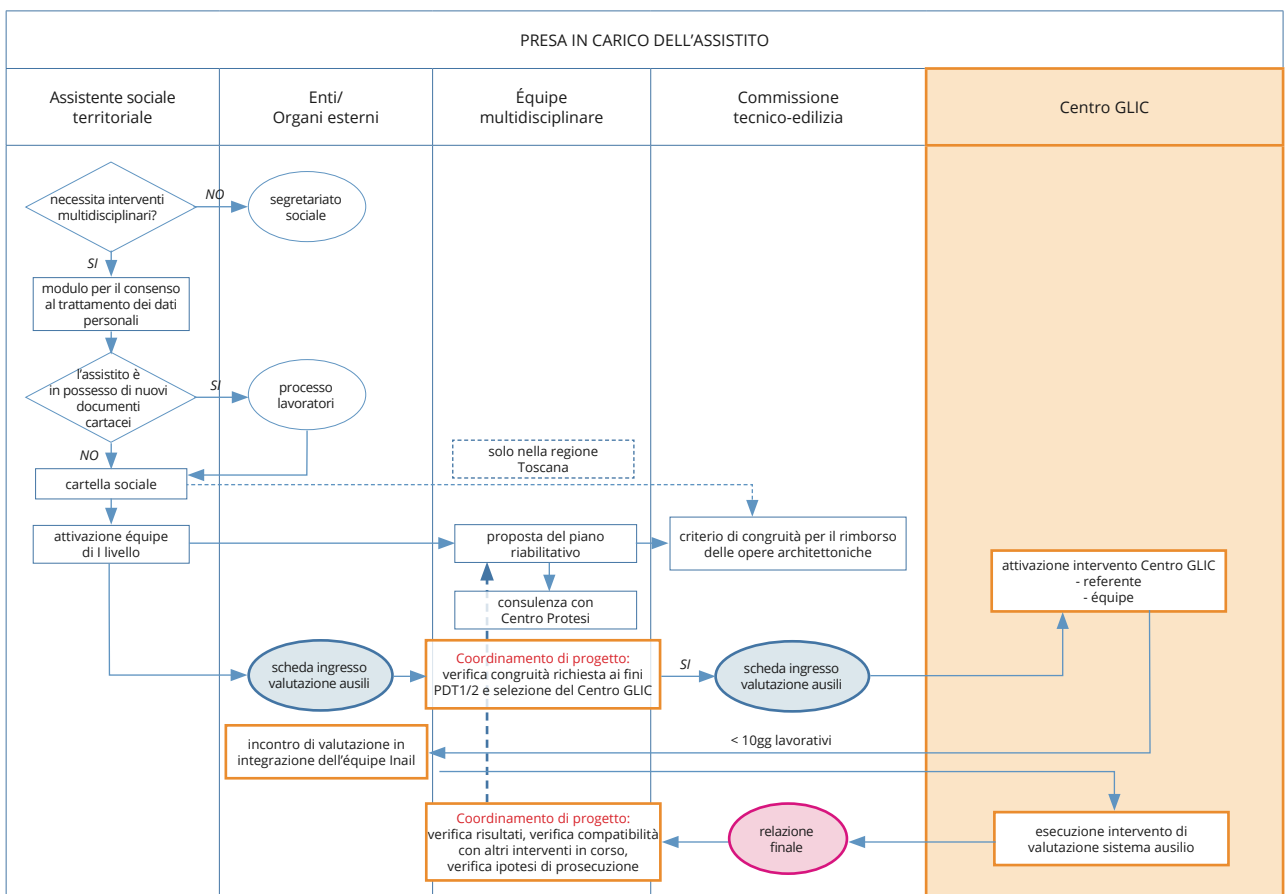 PRESA IN CARICO DELL'ASSISTITO
Assistente sociale
territoriale
Enti/
Organi esterni
Équipe
multidisciplinare
Commissione
tecnico-edilizia
Centro GLIC
necessita interventi
multidisciplinari?
NO
segretariato
sociale
SI
modulo per il consenso
al trattamento dei dati
personali
l'assistito è
in possesso di nuovi
documenti
cartacei
SI
processo
lavoratori
NO
solo nella regione
Toscana
cartella sociale
attivazione équipe
di I livello
proposta del piano
riabilitativo
criterio di congruità per il rimborso
delle opere architettoniche
attivazione intervento Centro GLIC
- referente
- équipe
consulenza con
Centro Protesi
scheda ingresso
valutazione ausili
Coordinamento di progetto:
verifica congruità richiesta ai fini
PDT1/2 e selezione del Centro GLIC
SI
scheda ingresso
valutazione ausili
incontro di valutazione in
integrazione dell'équipe Inail
< 10gg lavorativi
Coordinamento di progetto:
verifica risultati, verifica compatibilità
con altri interventi in corso,
verifica ipotesi di prosecuzione
relazione
finale
esecuzione intervento di
valutazione sistema ausilio